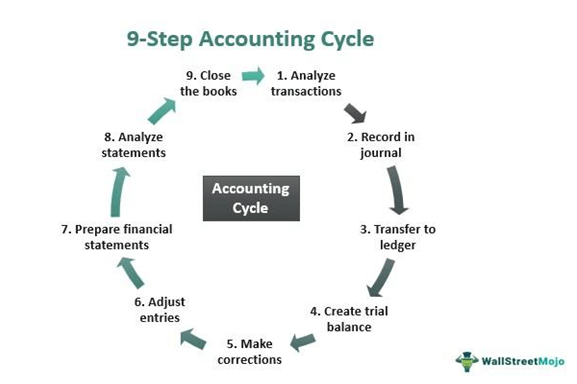 9-Step Accounting Cycle
9. Close
the books
1. Analyze
transactions
2. Record in
journal
3. Transfer to
ledger
4. Create trial
balance
5. Make
corrections
6. Adjust
entries
7. Prepare financial
statements
8. Analyze
statements
Accounting
Cycle
WallStreetMojo